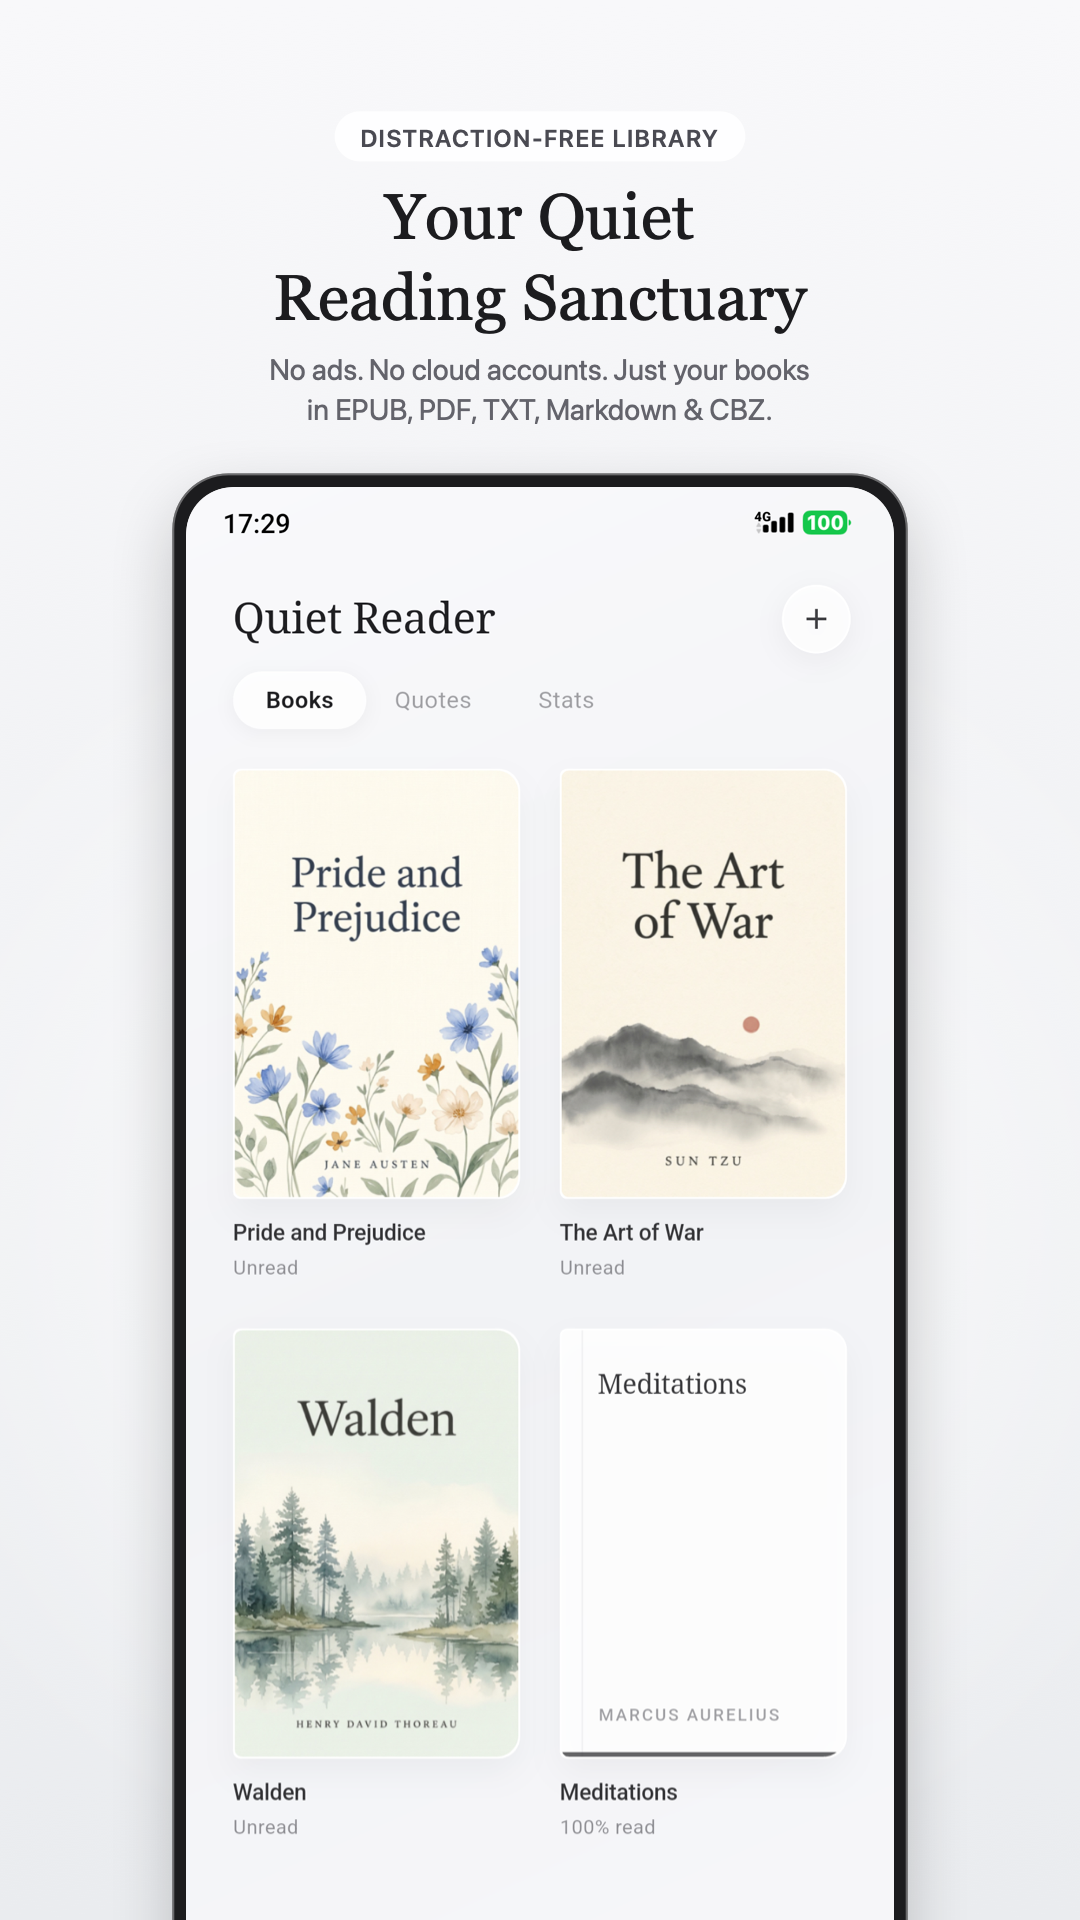 DISTRACTION-FREE LIBRARY
Your Quiet
Reading Sanctuary
No ads. No cloud accounts. Just your books
in EPUB, PDF, TXT, Markdown & CBZ.
17:29
4G
100
Quiet Reader
+
Books
Quotes
Stats
Pride and
Prejudice
JANE AUSTEN
The Art
of War
SUN TZU
Pride and Prejudice
Unread
The Art of War
Unread
Walden
HENRY DAVID THOREAU
Meditations
MARCUS AURELIUS
Walden
Unread
Meditations
100% read